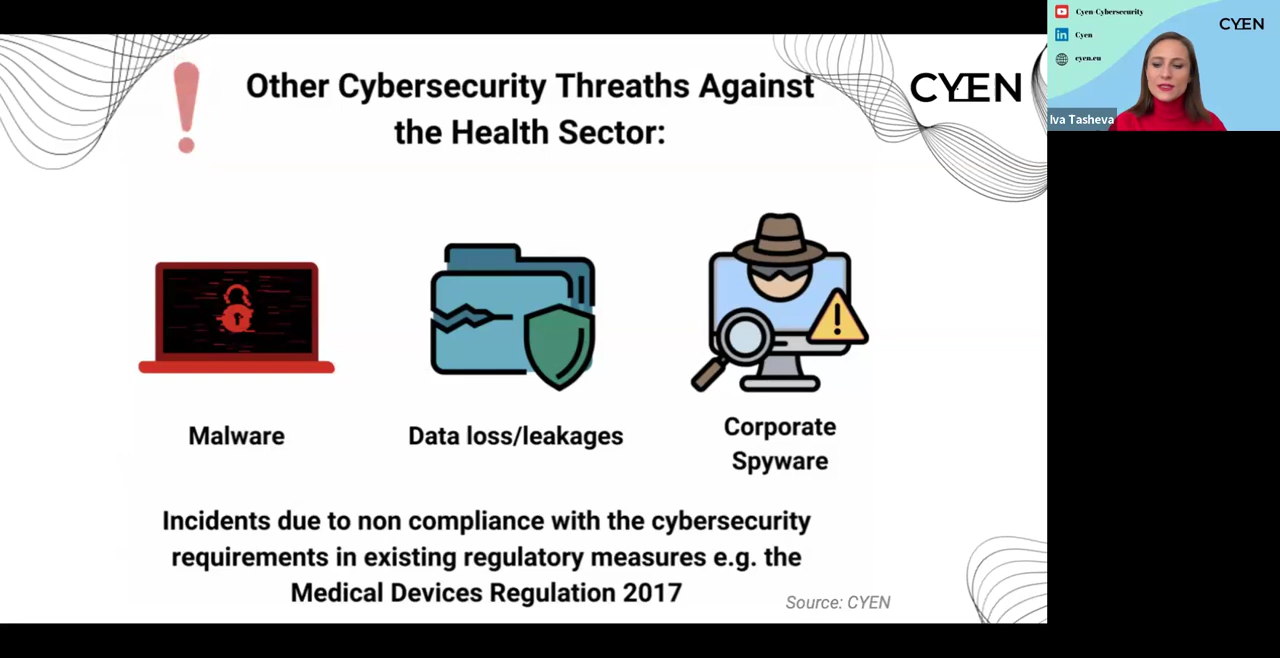 Other Cybersecurity Threaths Against
the Health Sector:
CYEN
Malware
Data loss/leakages
Corporate
Spyware
Incidents due to non compliance with the cybersecurity
requirements in existing regulatory measures e.g. the
Medical Devices Regulation 2017
Source: CYEN
Cyen-Cybersecurity
in
Cyen
cyen.eu
CYEN
Iva Tasheva